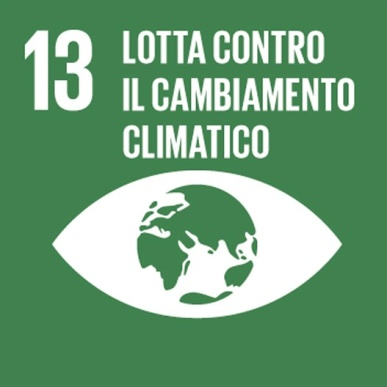 13 LOTTA CONTRO
IL CAMBIAMENTO
CLIMATICO